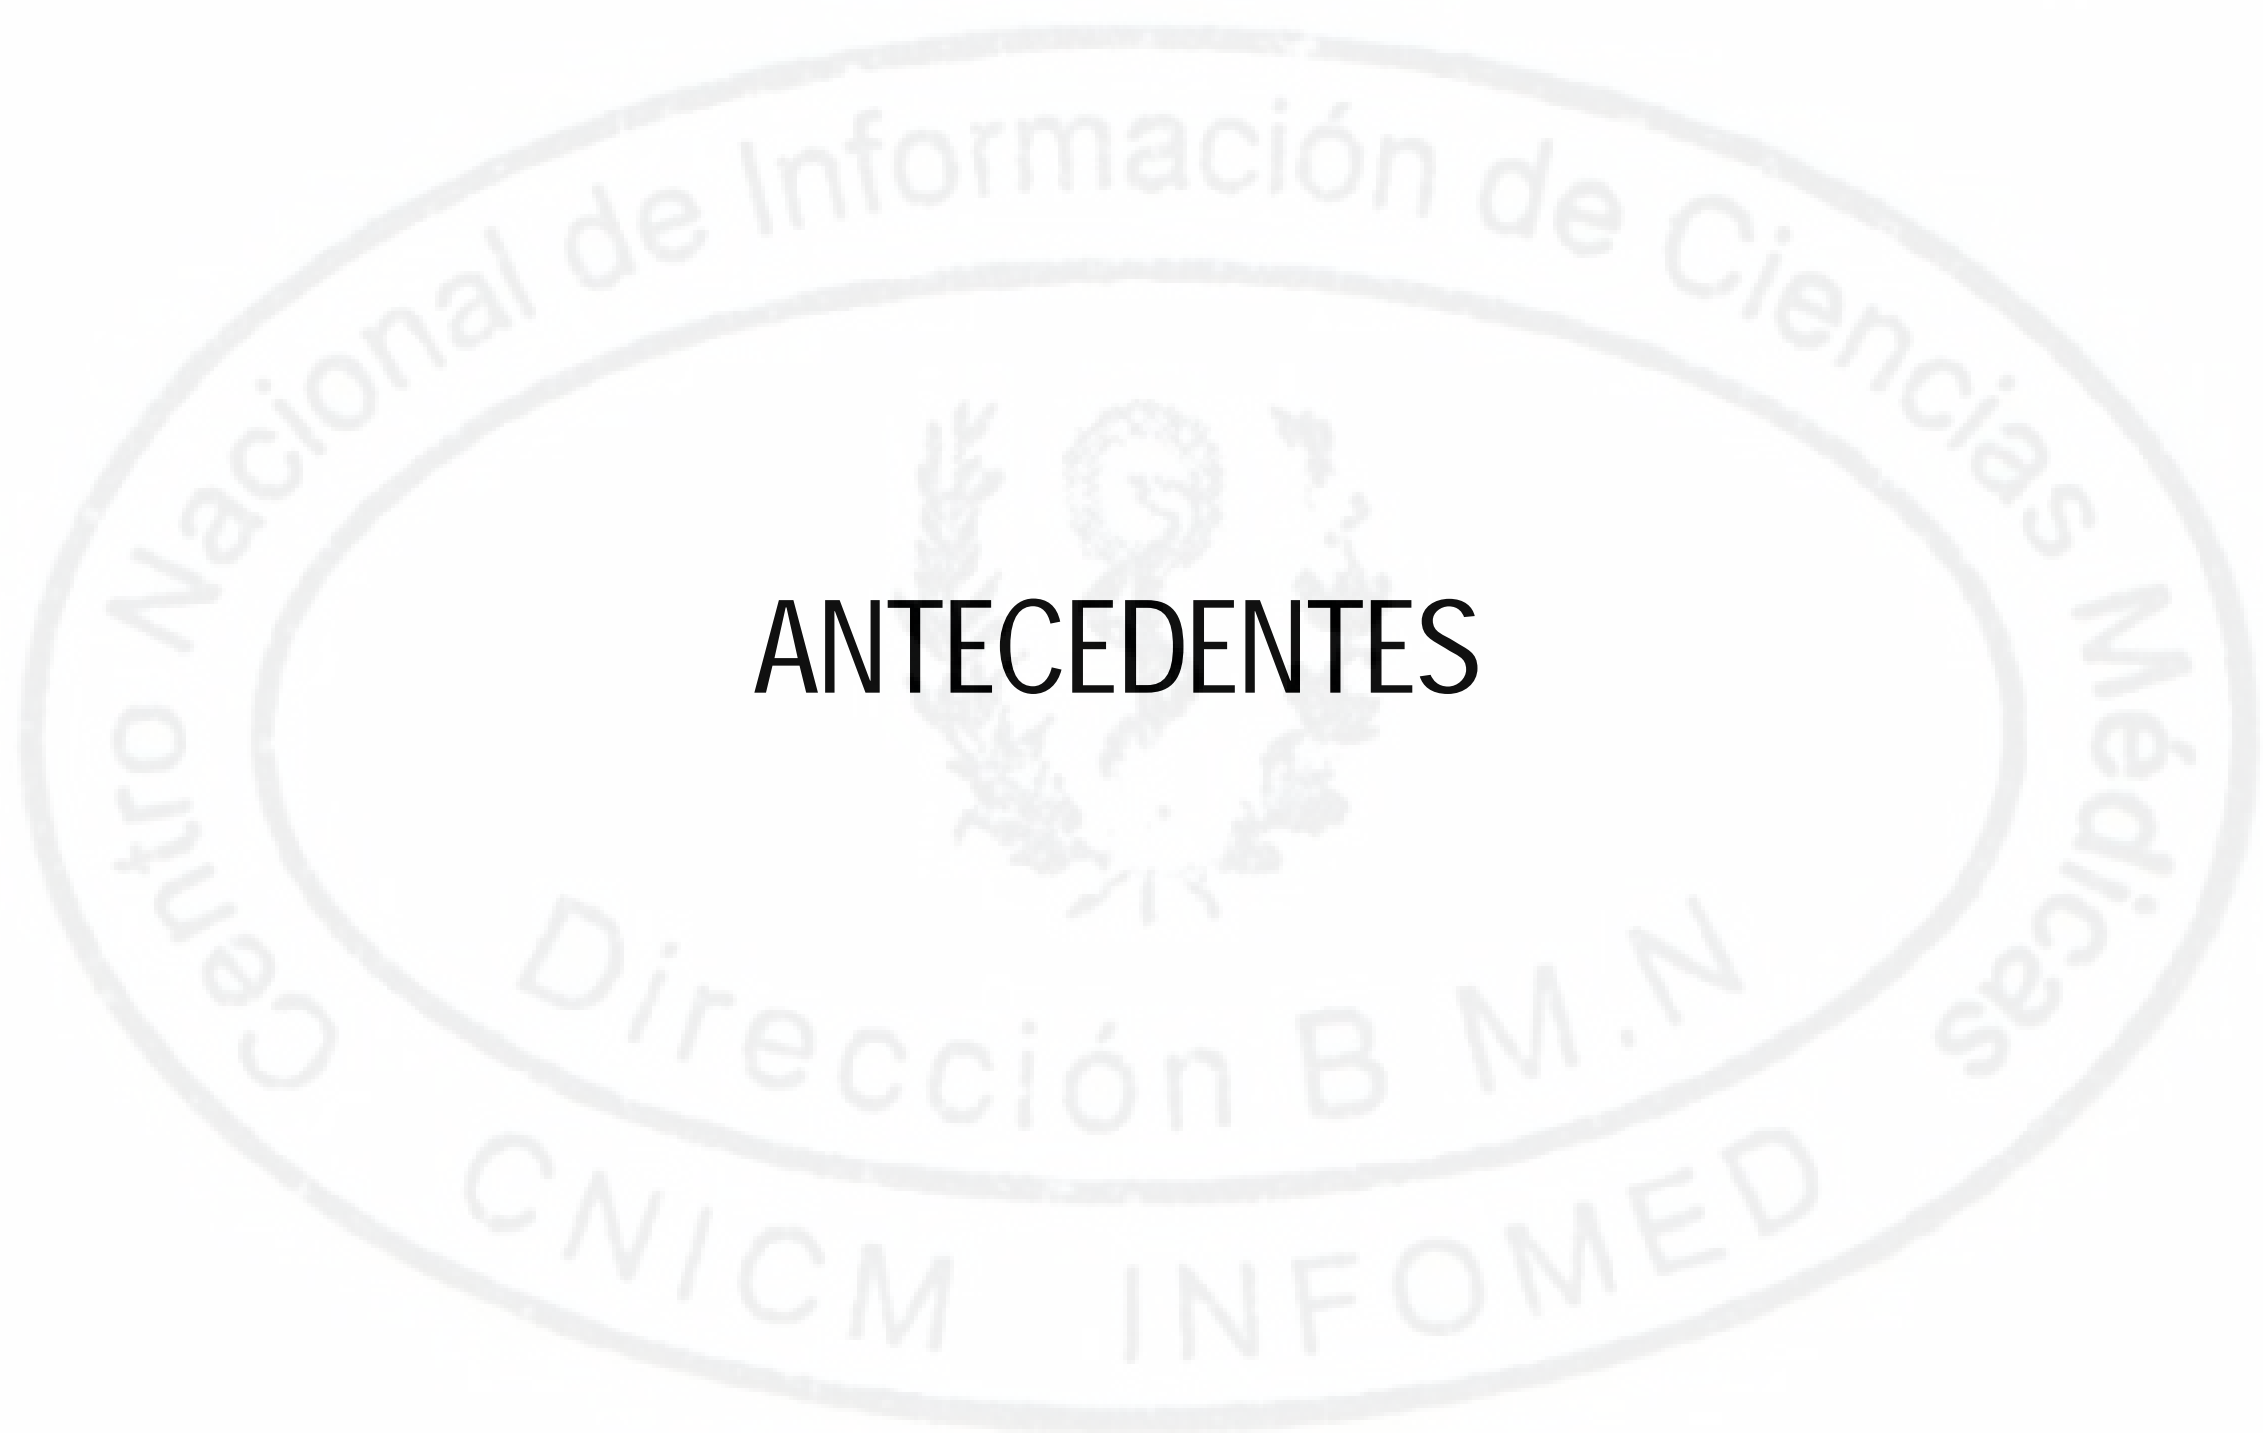 Centro Nacional de Información de Ciencias Médicas
ANTECEDENTES
Dirección B M.N
CNICM INFOMED